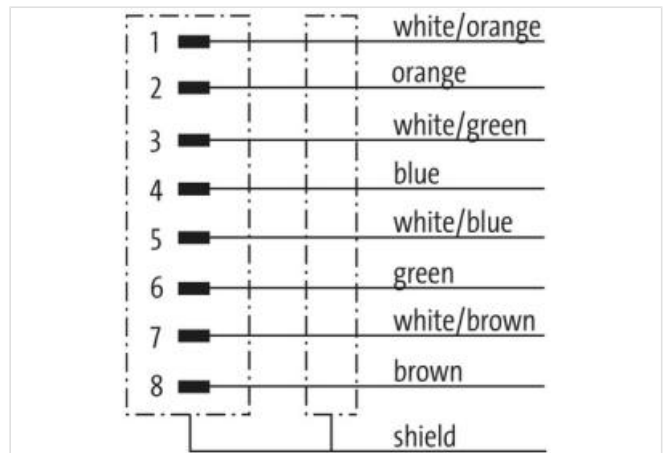 1 white/orange
2 orange
3 white/green
4 blue
5 white/blue
6 green
7 white/brown
8 brown
shield